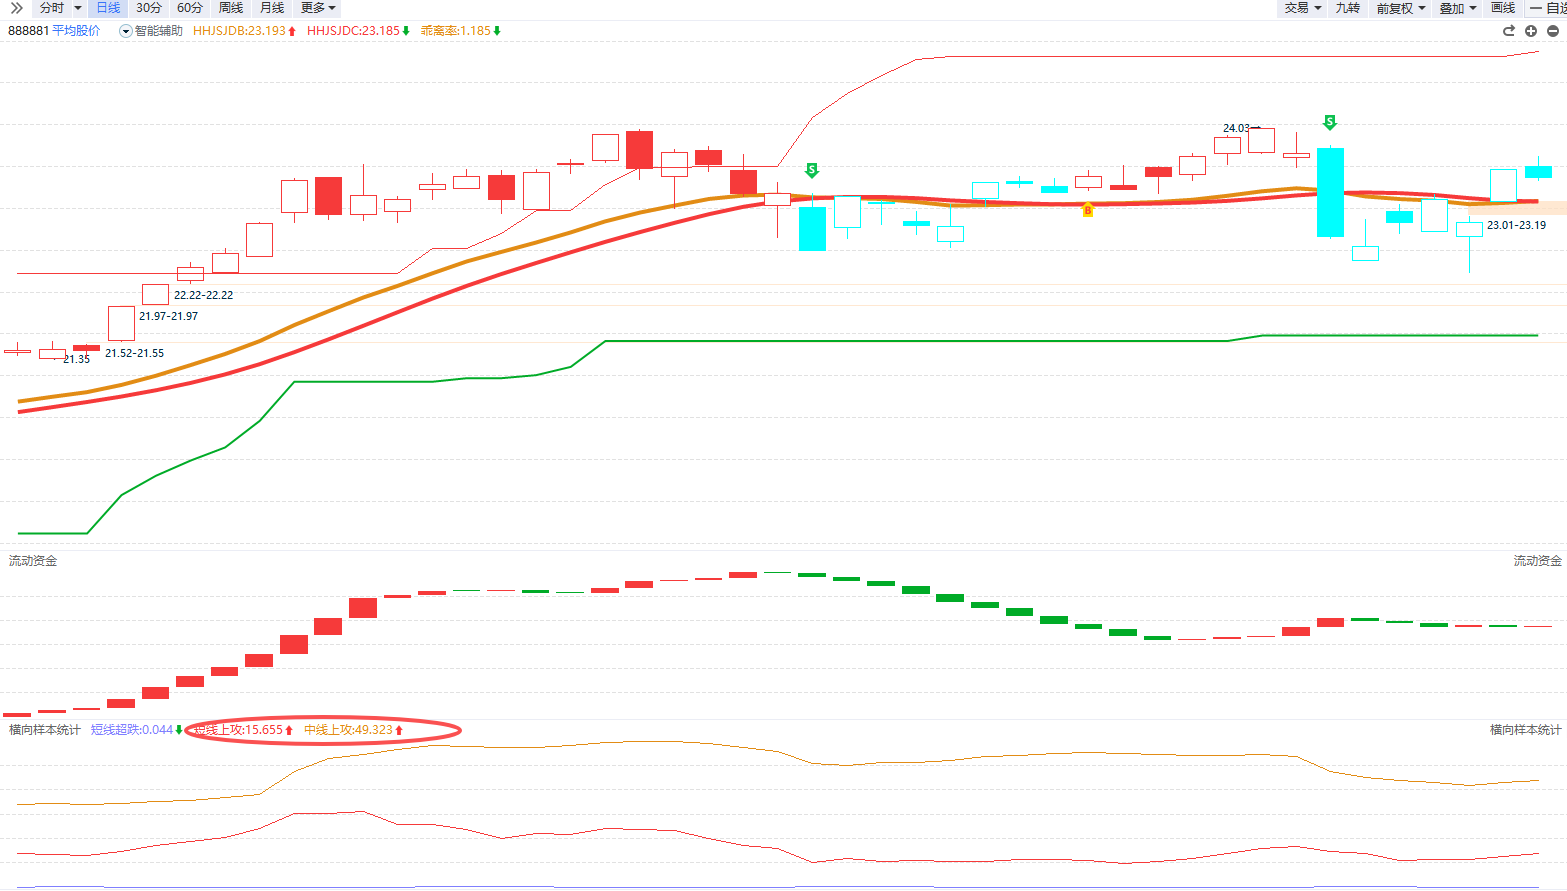 分时 日线 30分 60分 周线 月线 更多 交易 九转 前复权 叠加 画线 自选
888881 平均股价 智能辅助 HHJSJDB:23.193 HHJSJDC:23.185 乖离率:1.185
S
24.03
S
B
23.01-23.19
22.22-22.22
21.97-21.97
21.52-21.55
21.35
流动资金 流动资金
横向样本统计 短线超跌:0.044 短线上攻:15.655 中线上攻:49.323 横向样本统计